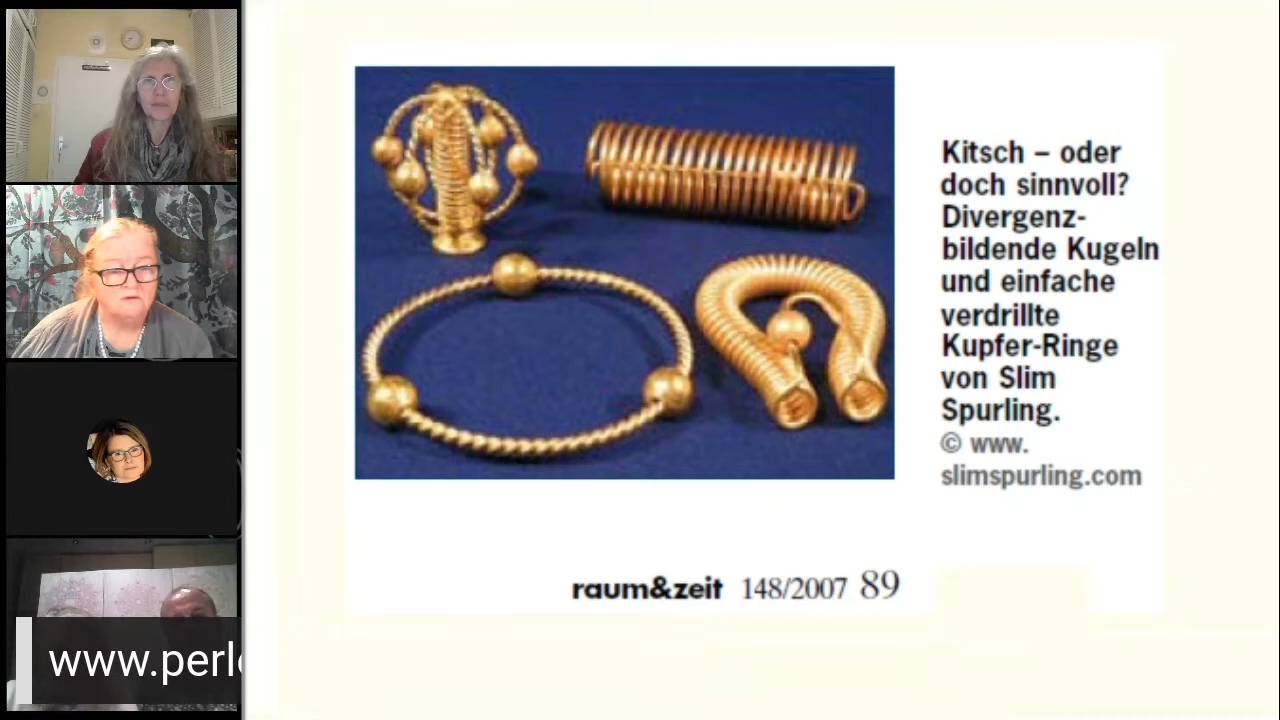 Kitsch – oder
doch sinnvoll?
Divergenz-
bildende Kugeln
und einfache
verdrillte
Kupfer-Ringe
von Slim
Spurling.
© www.
slimspurling.com
raum&zeit 148/2007 89
www.perl